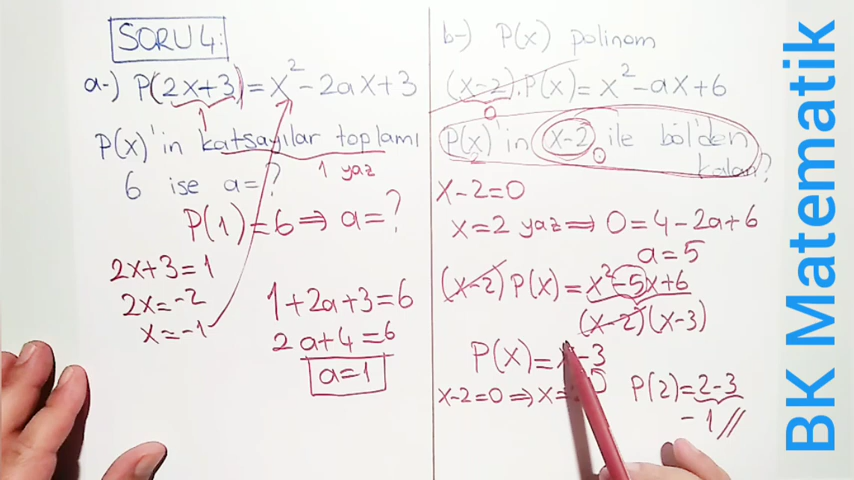 SORU 4:
a-) P(2x+3) = x² - 2ax + 3
P(x)'in katsayılar toplamı
1 yaz
6 ise a = ?
P(1) = 6 ⇒ a = ?
2x+3 = 1
2x = -2
x = -1
1+2a+3 = 6
2a+4 = 6
a = 1
b-) P(x) polinom
(x-2).P(x) = x² - ax + 6
0
P(x)'in (x-2) ile böl'den
0
kalan?
x-2 = 0
x = 2 yaz ⇒ 0 = 4 - 2a + 6
a = 5
(x-2) P(x) = x² - 5x + 6
(x-2)(x-3)
P(x) = x-3
x-2 = 0 ⇒ x =
P(2) = 2-3
-1//
BK Matematik